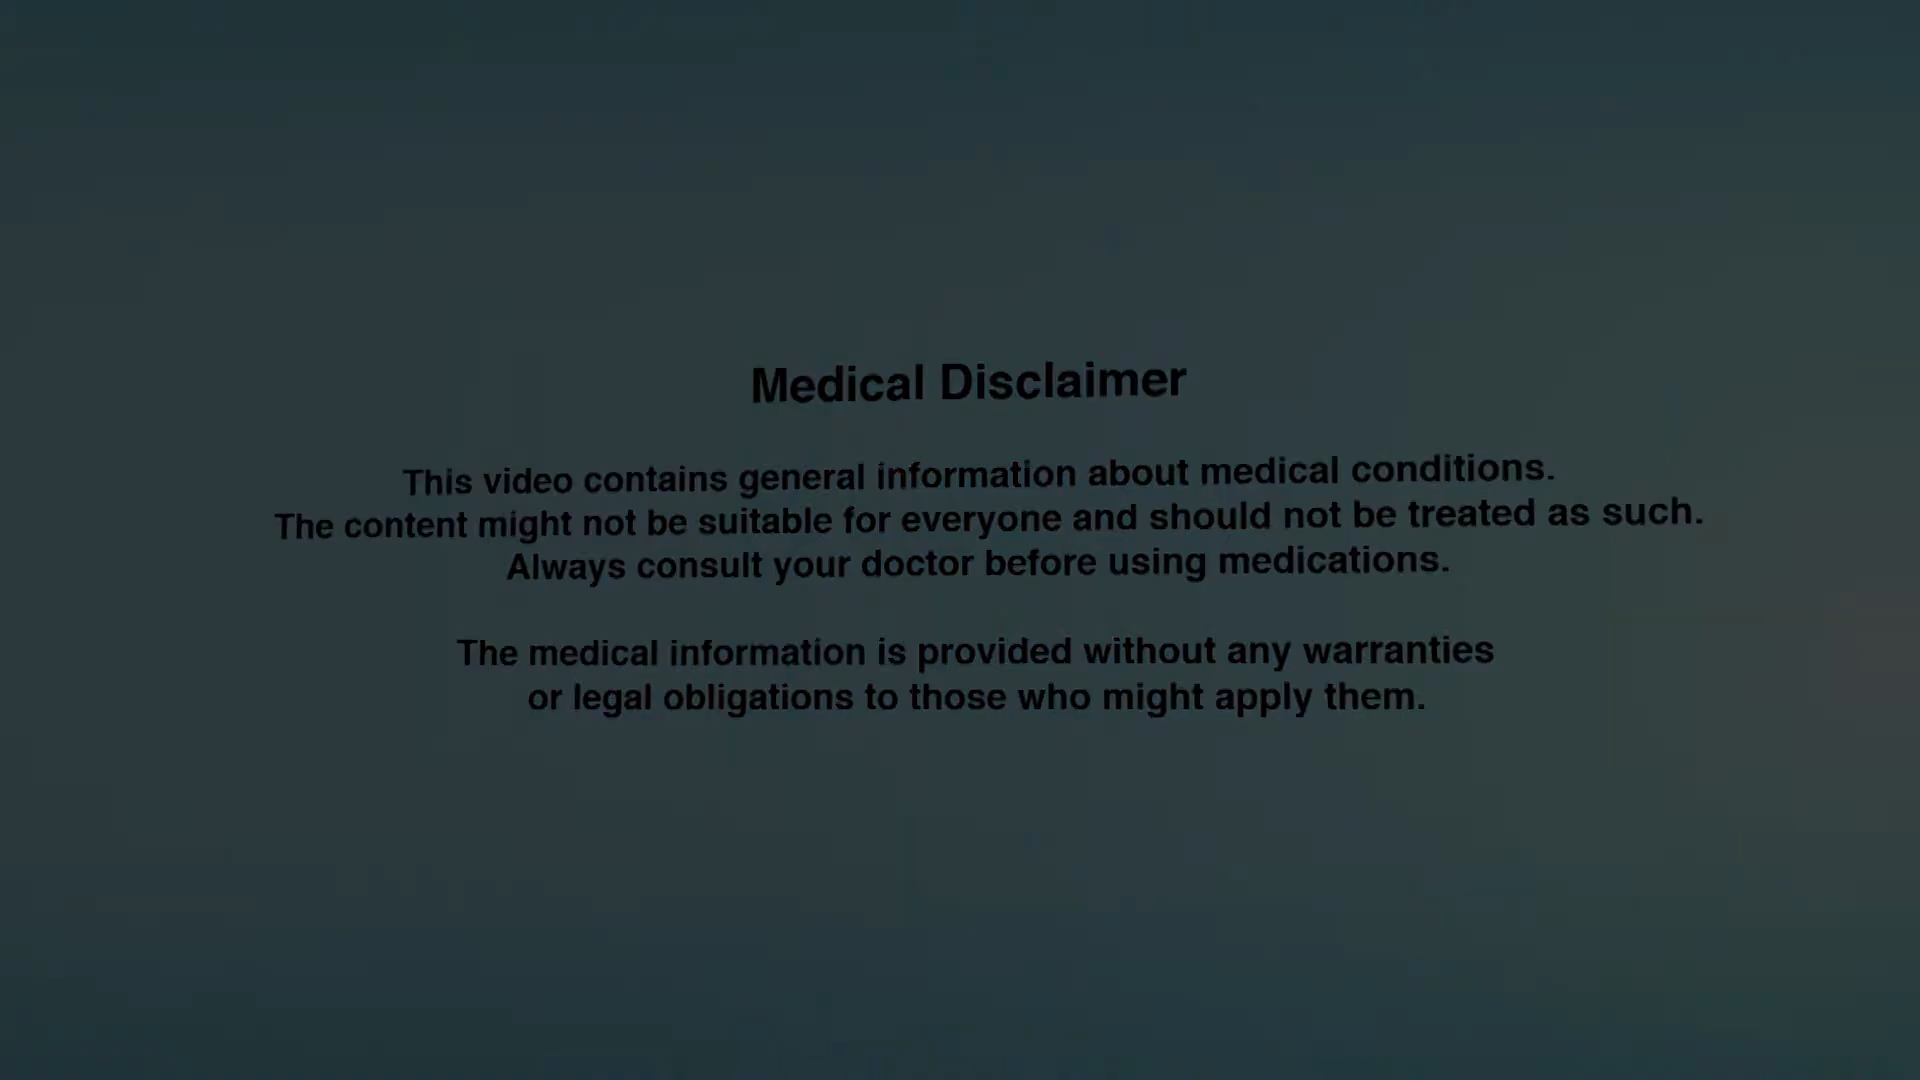 Medical Disclaimer
This video contains general information about medical conditions.
The content might not be suitable for everyone and should not be treated as such.
Always consult your doctor before using medications.
The medical information is provided without any warranties
or legal obligations to those who might apply them.